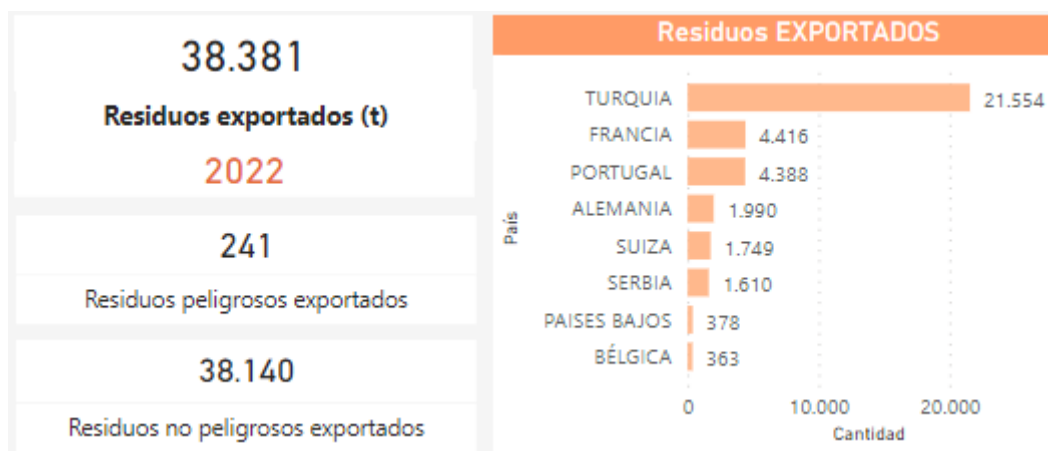 38.381
Residuos exportados (t)
2022
241
Residuos peligrosos exportados
38.140
Residuos no peligrosos exportados
Residuos EXPORTADOS
País
TURQUIA 21.554
FRANCIA 4.416
PORTUGAL 4.388
ALEMANIA 1.990
SUIZA 1.749
SERBIA 1.610
PAISES BAJOS 378
BÉLGICA 363
0 10.000 20.000
Cantidad